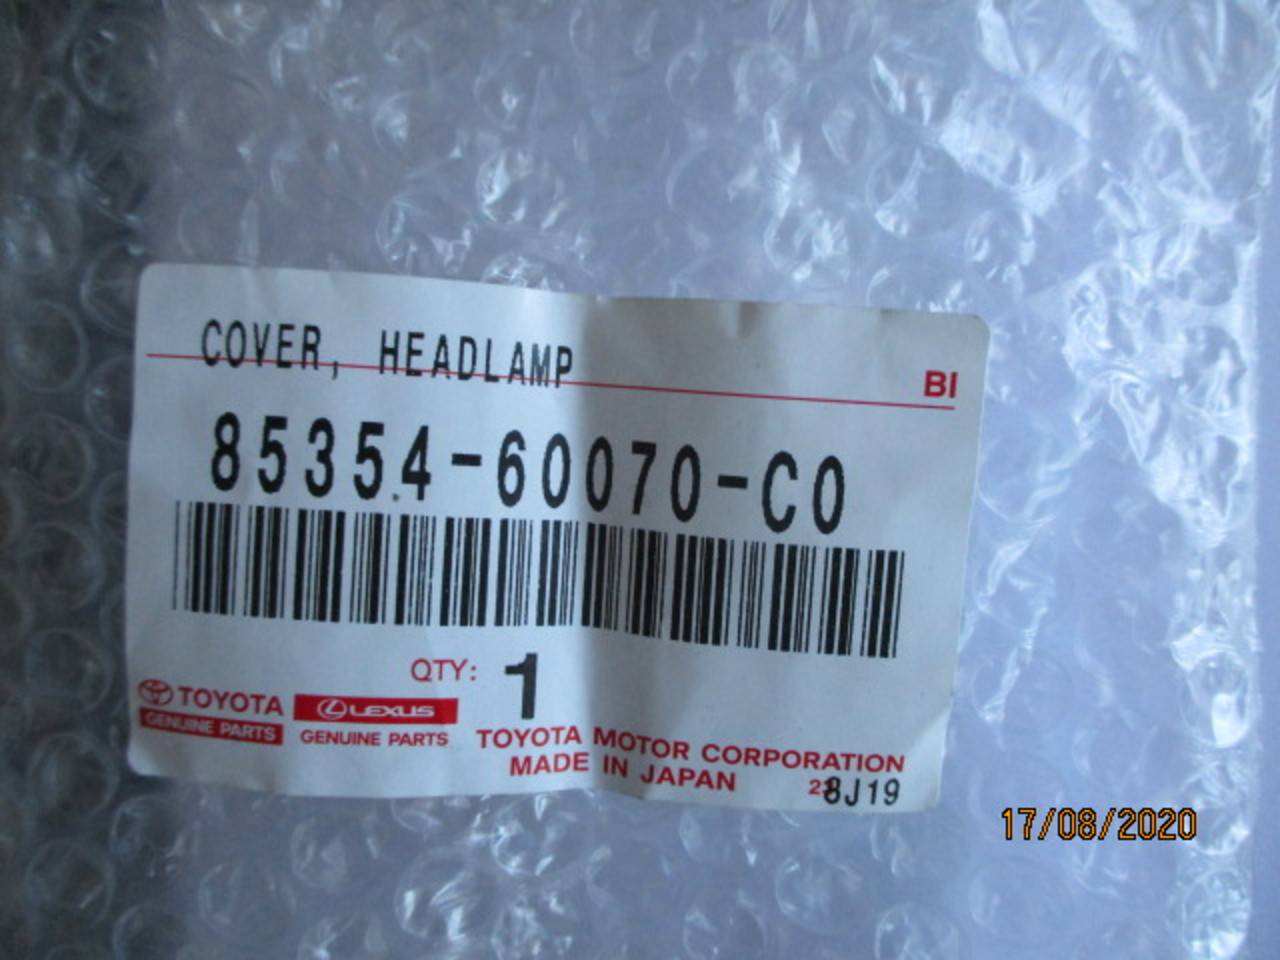 COVER, HEADLAMP
BI
85354-60070-C0
QTY: 1
TOYOTA
GENUINE PARTS
LEXUS
GENUINE PARTS
TOYOTA MOTOR CORPORATION
MADE IN JAPAN
8J19
17/08/2020